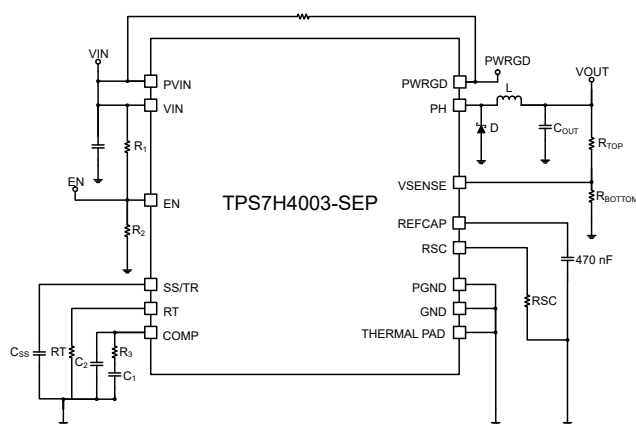 VIN
PVIN
VIN
R1
EN
EN
R2
SS/TR
RT
COMP
CSS
RT
C2
R3
C1
TPS7H4003-SEP
PWRGD
PWRGD
PH
L
VOUT
D
COUT
RTOP
VSENSE
RBOTTOM
REFCAP
RSC
470 nF
PGND
RSC
GND
THERMAL PAD